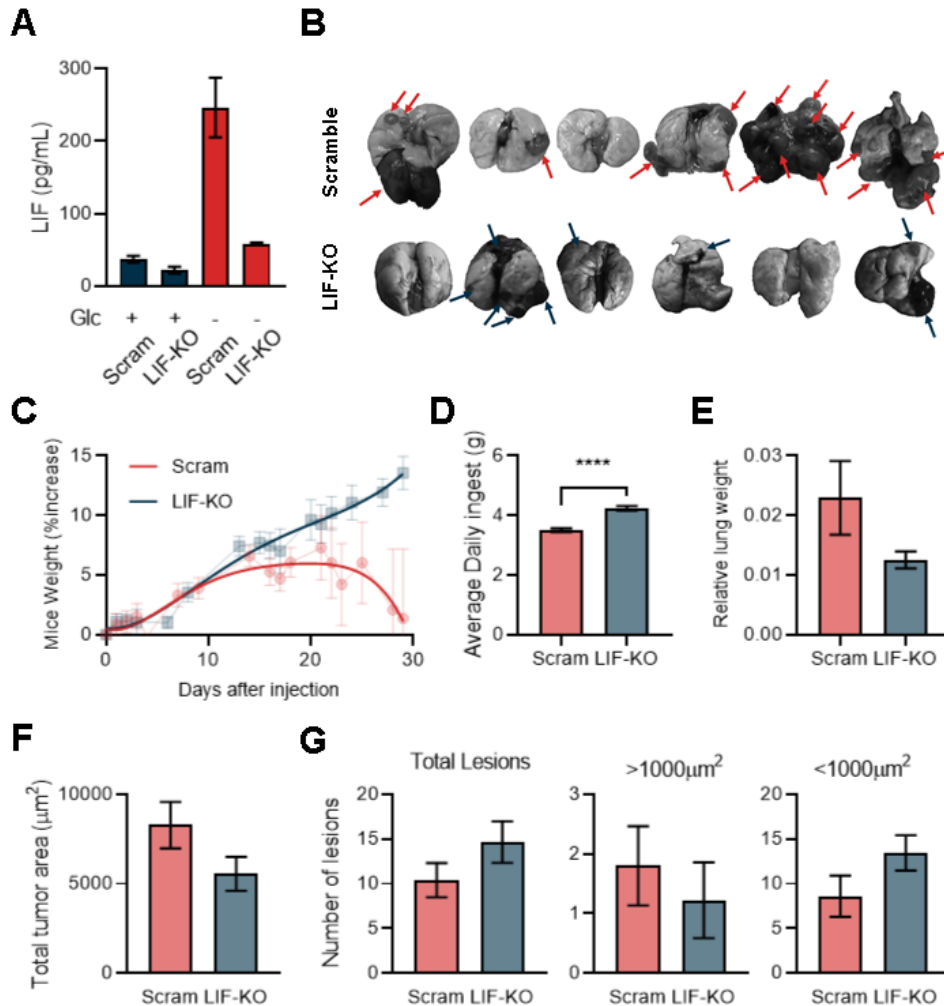 A
300
200
100
0
LIF (pg/mL)
Glc + + - -
Scram LIF-KO Scram LIF-KO
B
Scramble
LIF-KO
C
15
10
5
0
Mice Weight (%increase)
Scram
LIF-KO
0 10 20 30
Days after injection
D
6
4
2
0
Average Daily ingest (g)
****
Scram LIF-KO
E
0.03
0.02
0.01
0.00
Relative lung weight
Scram LIF-KO
F
10000
5000
0
Total tumor area (μm²)
Scram LIF-KO
G
Total Lesions
20
15
10
5
0
Number of lesions
Scram LIF-KO
>1000μm²
3
2
1
0
Scram LIF-KO
<1000μm²
20
15
10
5
0
Scram LIF-KO